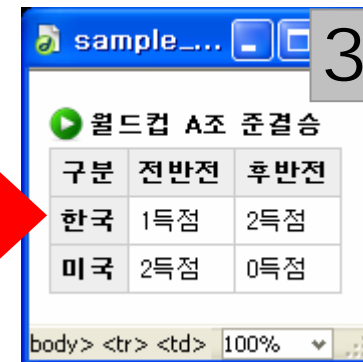 sample_...
3
월드컵 A조 준결승
구분 전반전 후반전
한국 1득점 2득점
미국 2득점 0득점
body> <tr> <td> 100%